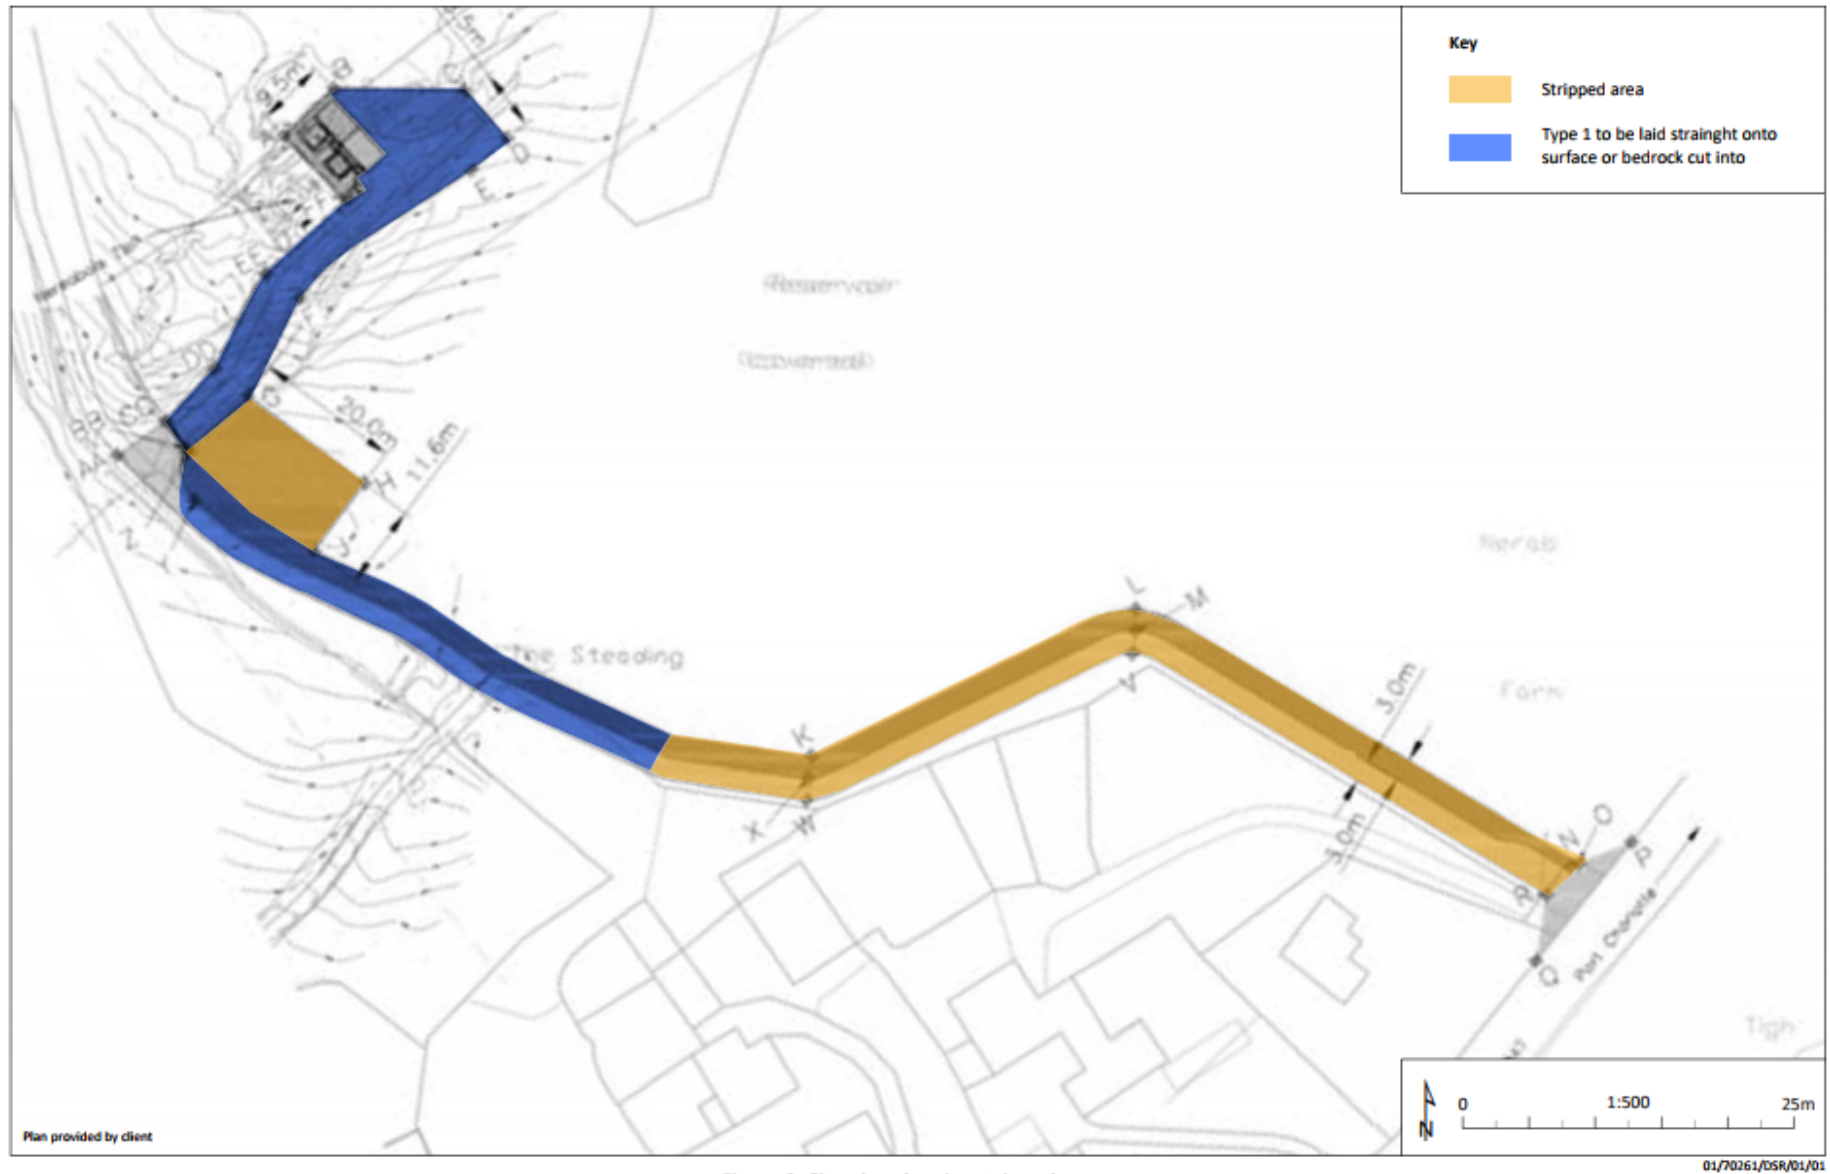 Key
Stripped area
Type 1 to be laid strainght onto
surface or bedrock cut into
9.5m
B
C
D
E
EE
F
DD
G
CC
BB
AA
20.0m
11.6m
H
Z
Y
Reservoir
The Steading
Farm
L
M
V
K
X
W
3.0m
3.0m
N
O
P
R
Q
Port Charlotte
Tigh
0
1:500
25m
N
Plan provided by client
01/70261/DSR/01/01